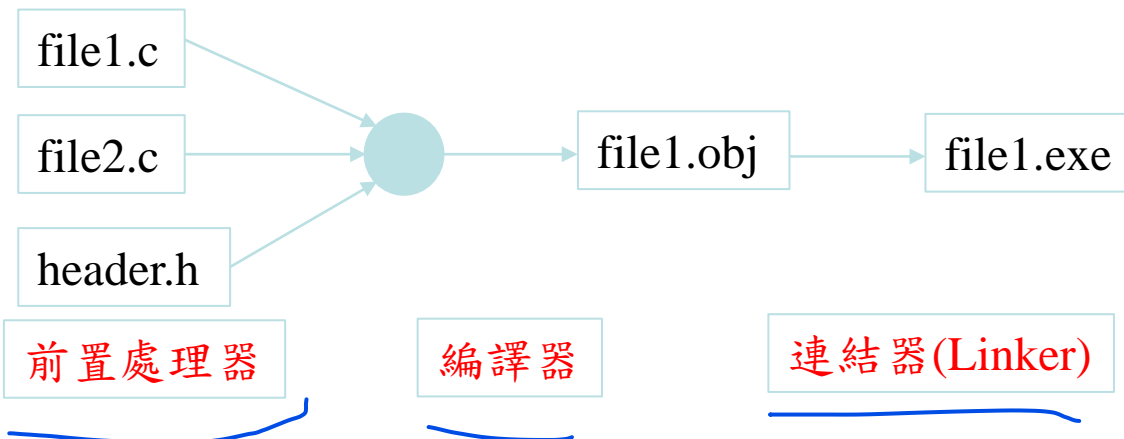 file1.c
file2.c
header.h
file1.obj
file1.exe
前置處理器
編譯器
連結器(Linker)